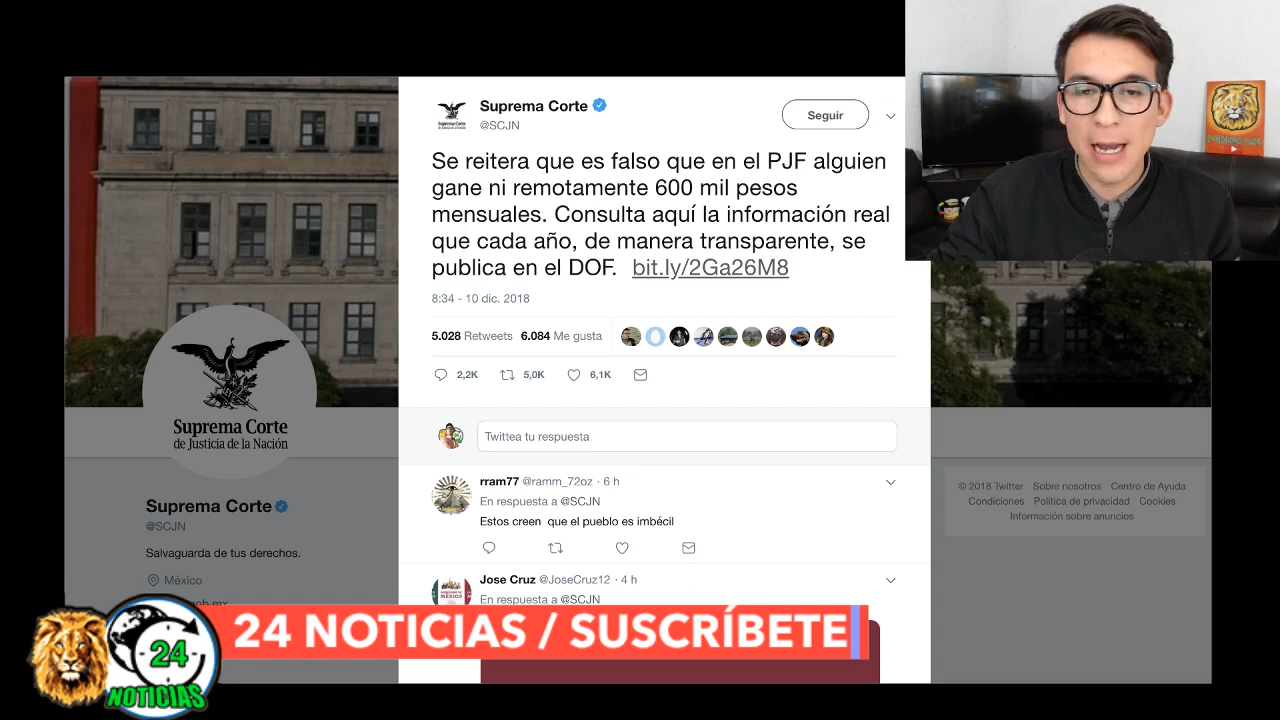 Suprema Corte
@SCJN
Seguir
Se reitera que es falso que en el PJF alguien
gane ni remotamente 600 mil pesos
mensuales. Consulta aquí la información real
que cada año, de manera transparente, se
publica en el DOF. bit.ly/2Ga26M8
8:34 - 10 dic. 2018
5.028 Retweets 6.084 Me gusta
2,2K 5,0K 6,1K
Twittea tu respuesta
rram77 @ramm_72oz · 6 h
En respuesta a @SCJN
Estos creen que el pueblo es imbécil
Jose Cruz @JoseCruz12 · 4 h
En respuesta a @SCJN
Suprema Corte
de Justicia de la Nación
Suprema Corte
@SCJN
Salvaguarda de tus derechos.
México
© 2018 Twitter Sobre nosotros Centro de Ayuda
Condiciones Política de privacidad Cookies
Información sobre anuncios
24 NOTICIAS / SUSCRÍBETE
24
NOTICIAS